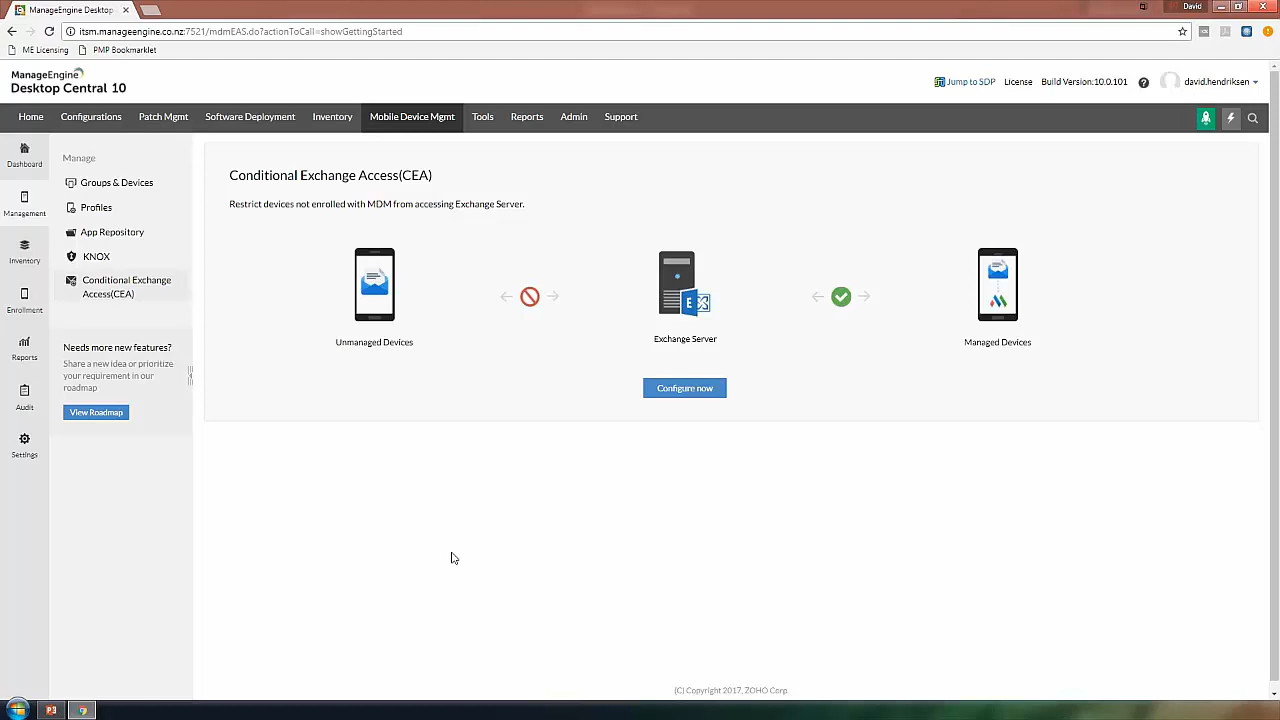 ManageEngine Desktop
David
itsm.manageengine.co.nz:7521/mdmEAS.do?actionToCall=showGettingStarted
ME Licensing
PMP Bookmarklet
ManageEngine
Desktop Central 10
Jump to SDP
License
Build Version:10.0.101
david.hendriksen
Home
Configurations
Patch Mgmt
Software Deployment
Inventory
Mobile Device Mgmt
Tools
Reports
Admin
Support
Dashboard
Management
Inventory
Enrollment
Reports
Audit
Settings
Manage
Groups & Devices
Profiles
App Repository
KNOX
Conditional Exchange
Access(CEA)
Needs more new features?
Share a new idea or prioritize
your requirement in our
roadmap
View Roadmap
Conditional Exchange Access(CEA)
Restrict devices not enrolled with MDM from accessing Exchange Server.
Unmanaged Devices
Exchange Server
Managed Devices
Configure now
(C) Copyright 2017, ZOHO Corp.